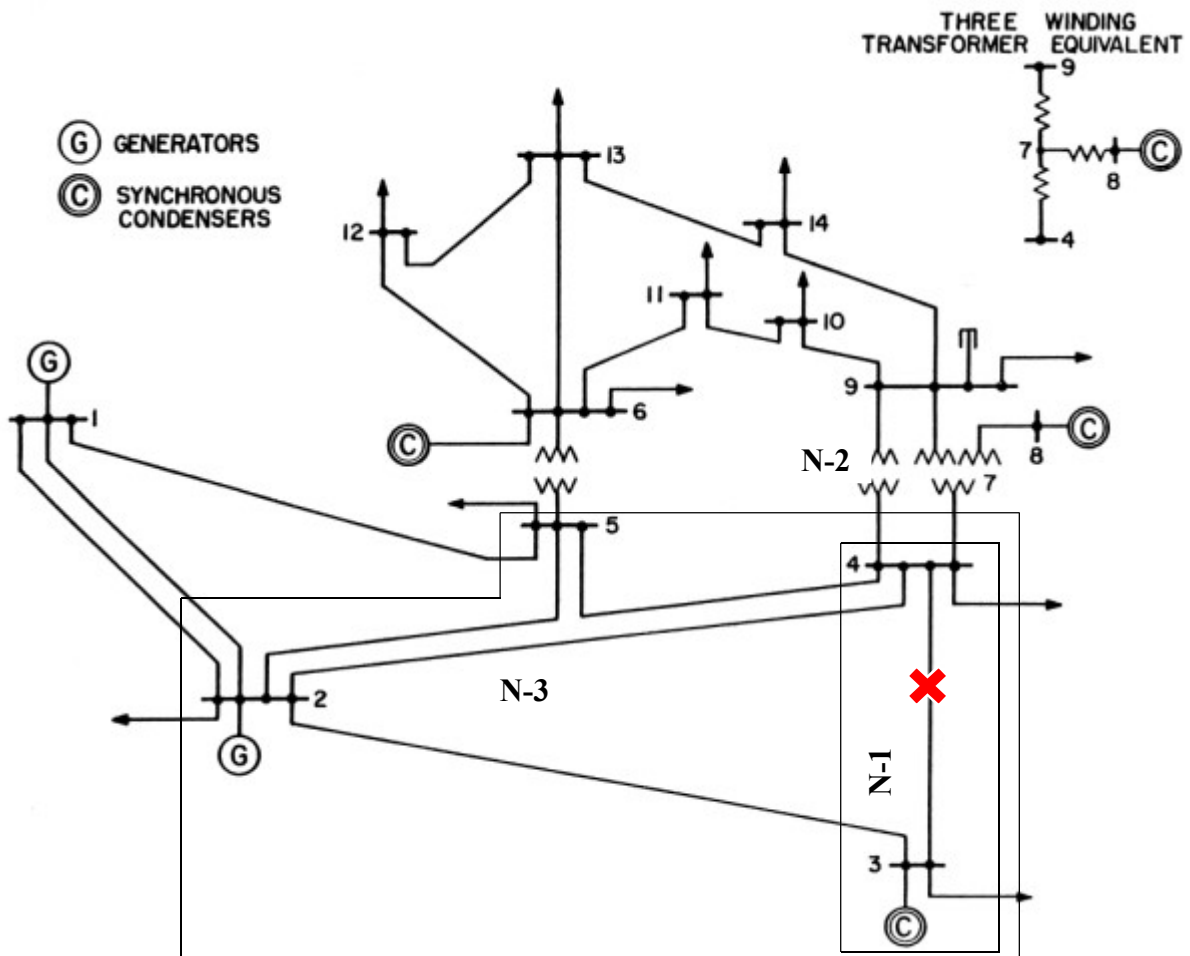 THREE WINDING
TRANSFORMER EQUIVALENT
9
7
C
8
4
G GENERATORS
C SYNCHRONOUS
CONDENSERS
13
12
14
11
10
G
1
9
6
C
C
8
N-2
7
5
4
N-3
2
G
N-1
3
C